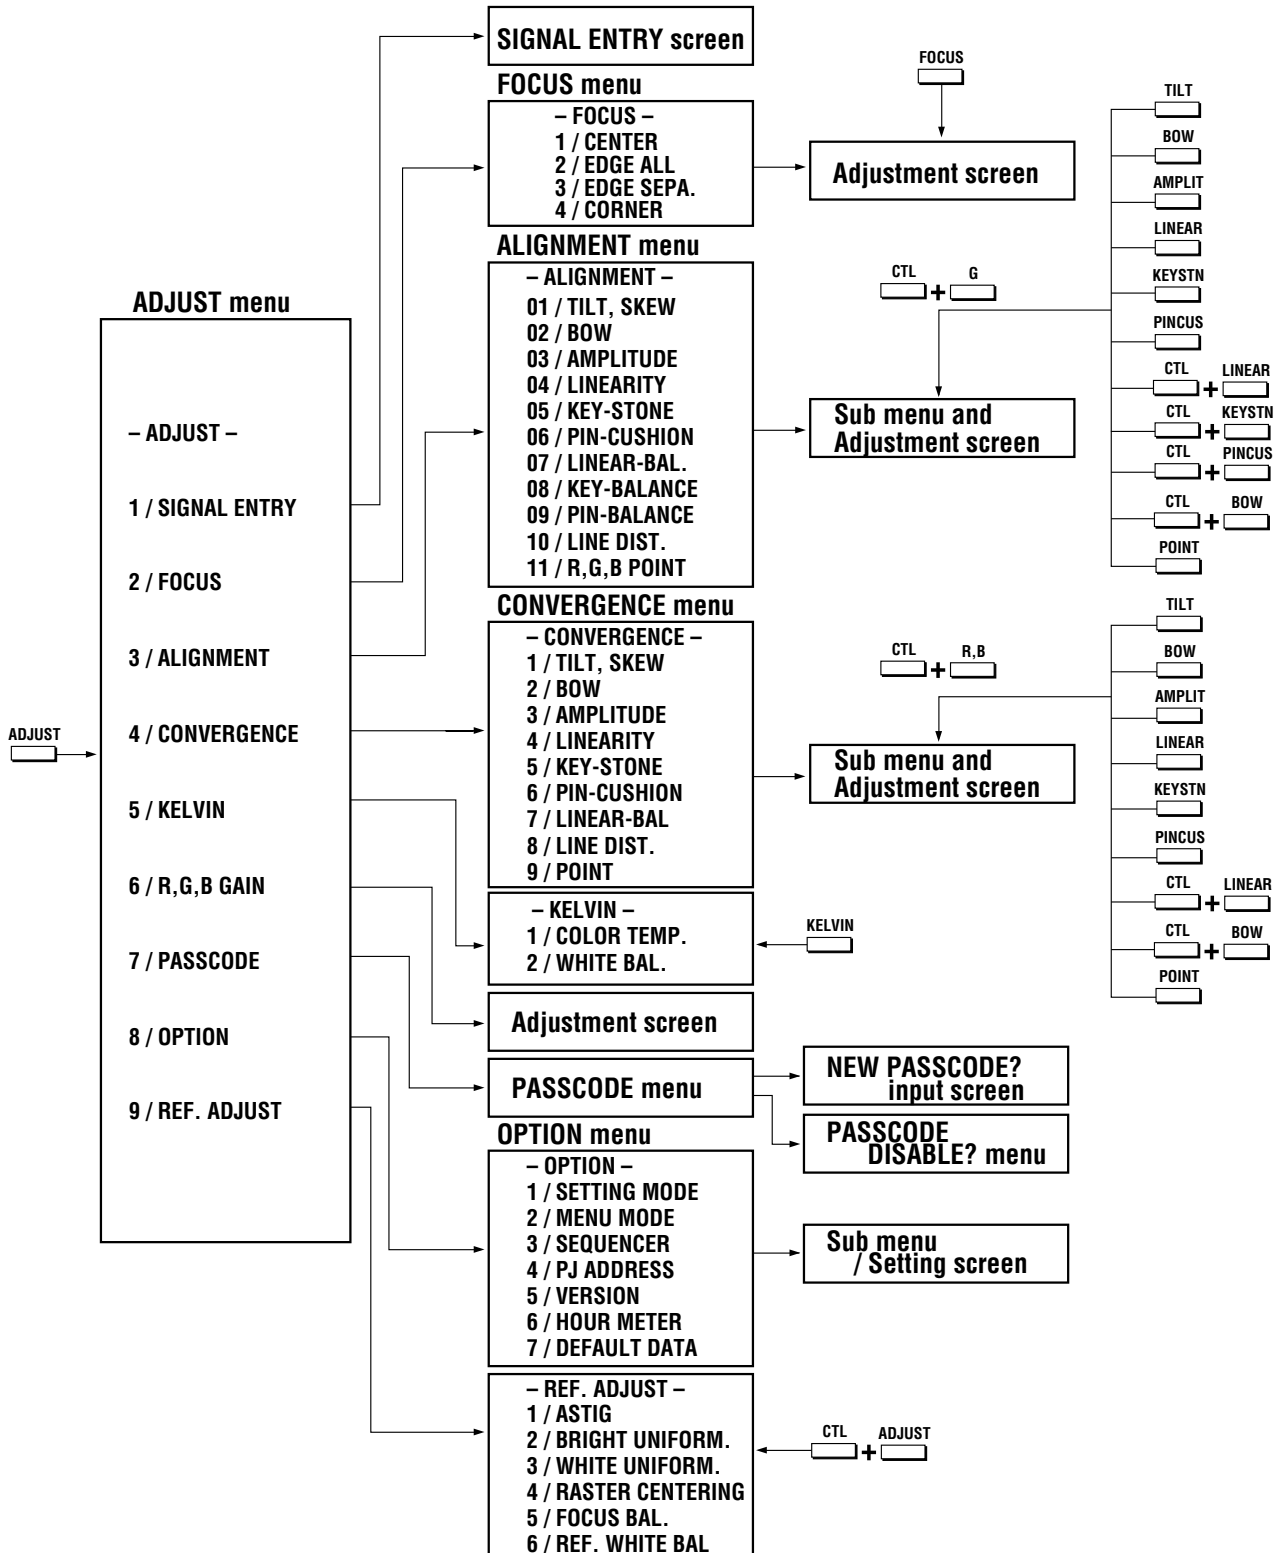 ADJUST
ADJUST menu
– ADJUST –
1 / SIGNAL ENTRY
2 / FOCUS
3 / ALIGNMENT
4 / CONVERGENCE
5 / KELVIN
6 / R,G,B GAIN
7 / PASSCODE
8 / OPTION
9 / REF. ADJUST
SIGNAL ENTRY screen
FOCUS menu
– FOCUS –
1 / CENTER
2 / EDGE ALL
3 / EDGE SEPA.
4 / CORNER
FOCUS
Adjustment screen
ALIGNMENT menu
– ALIGNMENT –
01 / TILT, SKEW
02 / BOW
03 / AMPLITUDE
04 / LINEARITY
05 / KEY-STONE
06 / PIN-CUSHION
07 / LINEAR-BAL.
08 / KEY-BALANCE
09 / PIN-BALANCE
10 / LINE DIST.
11 / R,G,B POINT
CTL + G
Sub menu and
Adjustment screen
TILT
BOW
AMPLIT
LINEAR
KEYSTN
PINCUS
CTL + LINEAR
CTL + KEYSTN
CTL + PINCUS
CTL + BOW
POINT
CONVERGENCE menu
– CONVERGENCE –
1 / TILT, SKEW
2 / BOW
3 / AMPLITUDE
4 / LINEARITY
5 / KEY-STONE
6 / PIN-CUSHION
7 / LINEAR-BAL
8 / LINE DIST.
9 / POINT
CTL + R,B
Sub menu and
Adjustment screen
TILT
BOW
AMPLIT
LINEAR
KEYSTN
PINCUS
CTL + LINEAR
CTL + BOW
POINT
– KELVIN –
1 / COLOR TEMP.
2 / WHITE BAL.
KELVIN
Adjustment screen
PASSCODE menu
NEW PASSCODE?
input screen
PASSCODE
DISABLE? menu
OPTION menu
– OPTION –
1 / SETTING MODE
2 / MENU MODE
3 / SEQUENCER
4 / PJ ADDRESS
5 / VERSION
6 / HOUR METER
7 / DEFAULT DATA
Sub menu
/ Setting screen
– REF. ADJUST –
1 / ASTIG
2 / BRIGHT UNIFORM.
3 / WHITE UNIFORM.
4 / RASTER CENTERING
5 / FOCUS BAL.
6 / REF. WHITE BAL
CTL + ADJUST